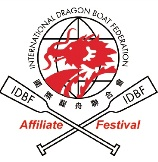 INTERNATIONAL DRAGON BOAT FEDERATION
國際龍舟聯合會
IDBF IDBF
Affiliate Festival